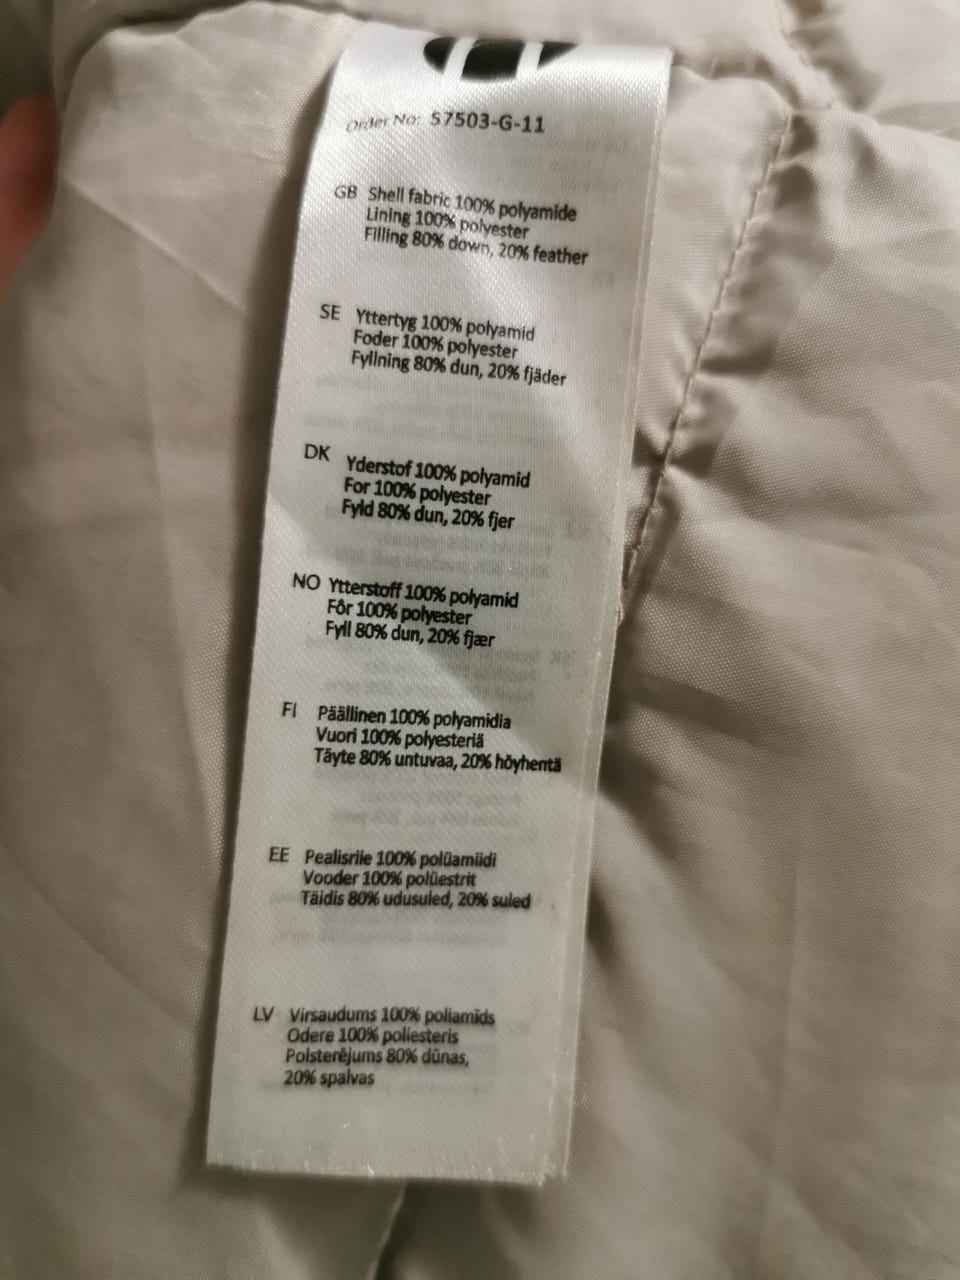 Order No: 57503-G-11
GB Shell fabric 100% polyamide
Lining 100% polyester
Filling 80% down, 20% feather
SE Yttertyg 100% polyamid
Foder 100% polyester
Fyllning 80% dun, 20% fjäder
DK Yderstof 100% polyamid
For 100% polyester
Fyld 80% dun, 20% fjer
NO Ytterstoff 100% polyamid
Fôr 100% polyester
Fyll 80% dun, 20% fjær
FI Päällinen 100% polyamidia
Vuori 100% polyesteriä
Täyte 80% untuvaa, 20% höyhentä
EE Pealisriie 100% polüamiidi
Vooder 100% polüestrit
Täidis 80% udusuled, 20% suled
LV Virsaudums 100% poliamīds
Odere 100% poliesteris
Polsterējums 80% dūnas,
20% spalvas